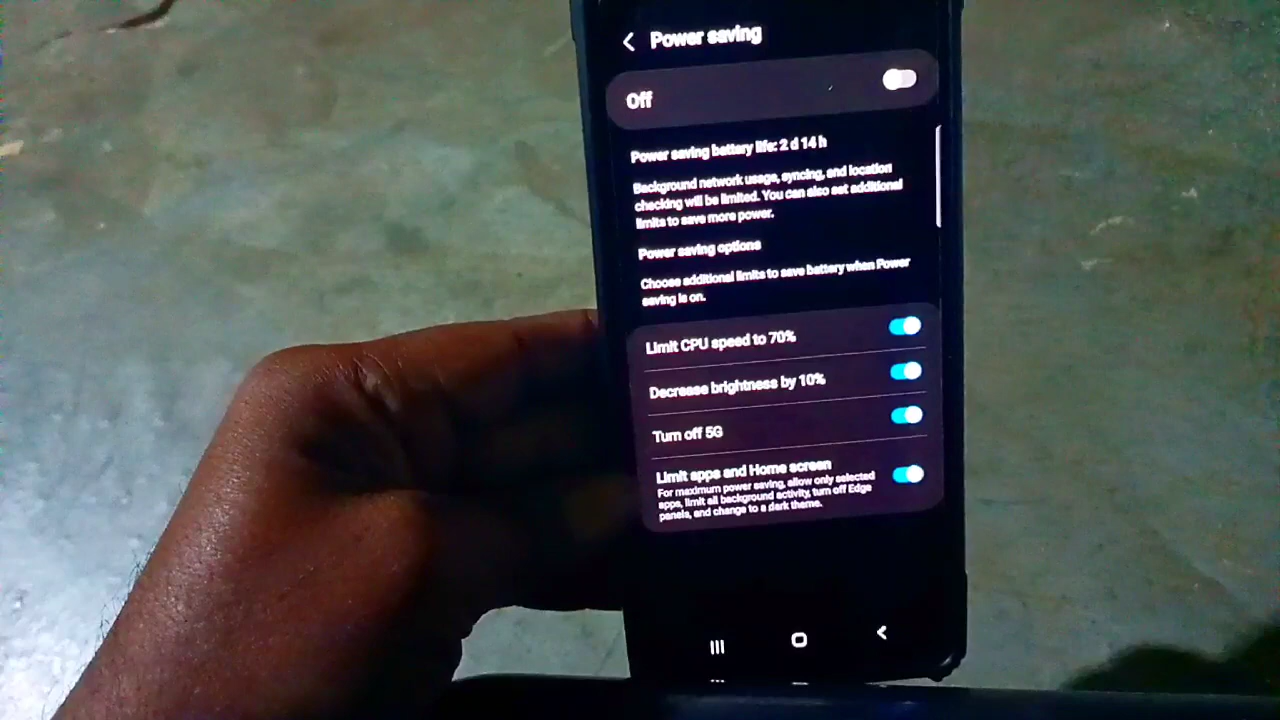 Power saving
Off
Power saving battery life: 2 d 14 h
Background network usage, syncing, and location
checking will be limited. You can also set additional
limits to save more power.
Power saving options
Choose additional limits to save battery when Power
saving is on.
Limit CPU speed to 70%
Decrease brightness by 10%
Turn off 5G
Limit apps and Home screen
For maximum power saving, allow only selected
apps, limit all background activity, turn off Edge
panels, and change to a dark theme.